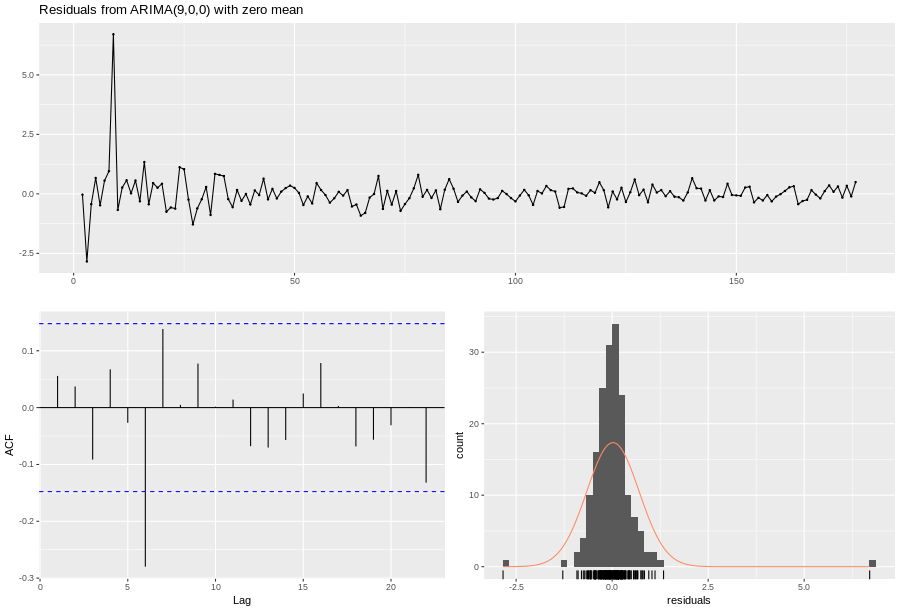 Residuals from ARIMA(9,0,0) with zero mean
5.0
2.5
0.0
-2.5
0 50 100 150
ACF
0.1
0.0
-0.1
-0.2
-0.3
0 5 10 15 20
Lag
count
30
20
10
0
-2.5 0.0 2.5 5.0
residuals